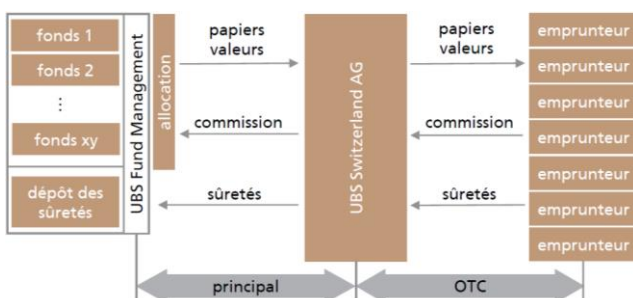 fonds 1
fonds 2
⋮
fonds xy
dépôt des
sûretés
UBS Fund Management
allocation
papiers
valeurs
commission
sûretés
UBS Switzerland AG
papiers
valeurs
commission
sûretés
emprunteur
emprunteur
emprunteur
emprunteur
emprunteur
emprunteur
emprunteur
principal
OTC